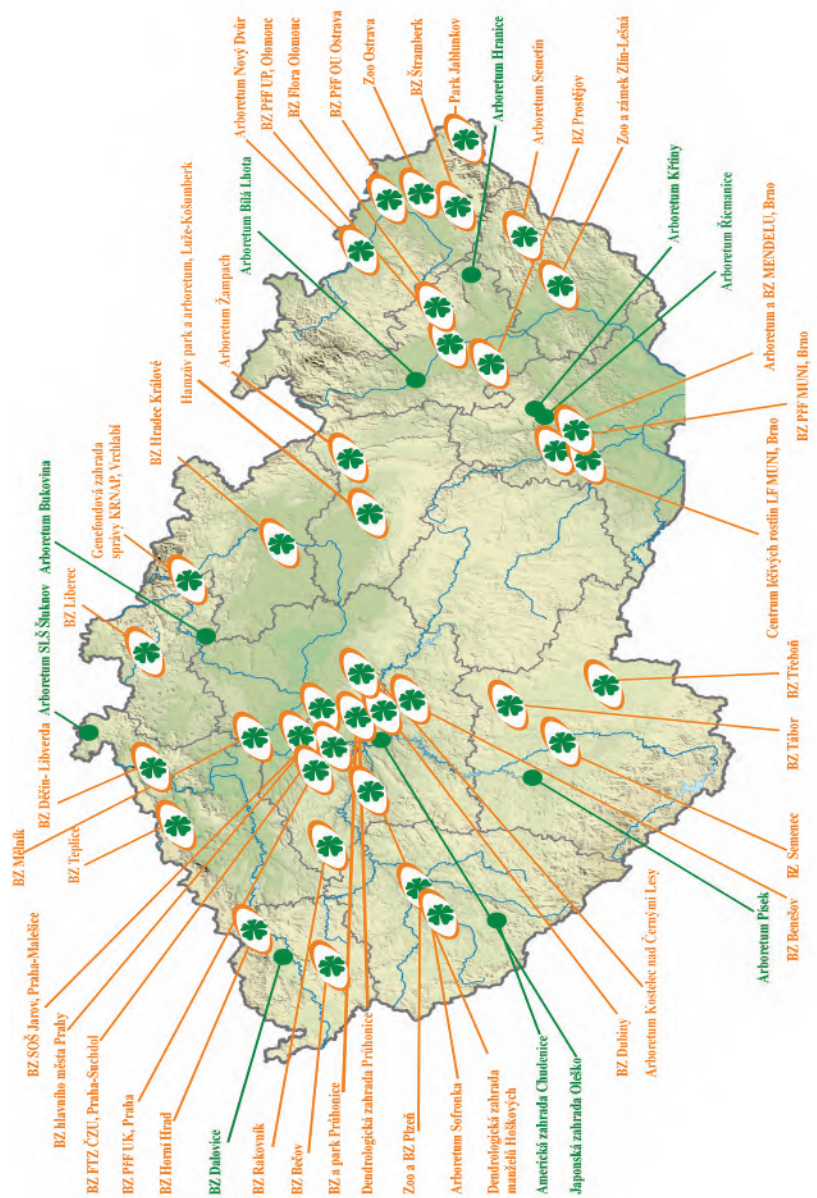 BZ SOŠ Jarov, Praha-Malešice
BZ hlavního města Prahy
BZ FTZ ČZU, Praha-Suchdol
BZ PřF UK, Praha
BZ Horní Hrad
BZ Dalovice
BZ Rakovník
BZ Bečov
BZ a park Průhonice
Dendrologická zahrada Průhonice
Zoo a BZ Plzeň
Arboretum Sofronka
Dendrologická zahrada
manželů Hoškových
Americká zahrada Chudenice
Japonská zahrada Oleško
BZ Mělník
BZ Děčín- Libverda
BZ Teplice
Arboretum SLŠ Šluknov
BZ Liberec
Arboretum Bukovina
Genefondová zahrada
správy KRNAP, Vrchlabí
BZ Hradec Králové
Hamzův park a arboretum, Luže-Košumberk
Arboretum Žampach
Arboretum Bílá Lhota
Arboretum Nový Dvůr
BZ PřF UP, Olomouc
BZ Flora Olomouc
BZ PřF OU Ostrava
Zoo Ostrava
BZ Štramberk
Park Jablunkov
Arboretum Hranice
Arboretum Semetín
BZ Prostějov
Zoo a zámek Zlín-Lešná
Arboretum Křtiny
Arboretum Řícmanice
Arboretum a BZ MENDELU, Brno
BZ PřF MUNI, Brno
Centrum léčivých rostlin LF MUNI, Brno
BZ Třeboň
BZ Tábor
BZ Semenec
BZ Benešov
Arboretum Písek
Arboretum Kostelec nad Černými Lesy
BZ Dubiny